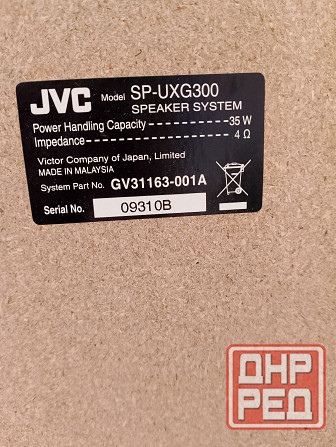 JVC Model SP-UXG300
SPEAKER SYSTEM
Power Handling Capacity 35 W
Impedance 4 Ω
Victor Company of Japan, Limited
MADE IN MALAYSIA
System Part No. GV31163-001A
Serial No. 09310B
ДНР
РЕД